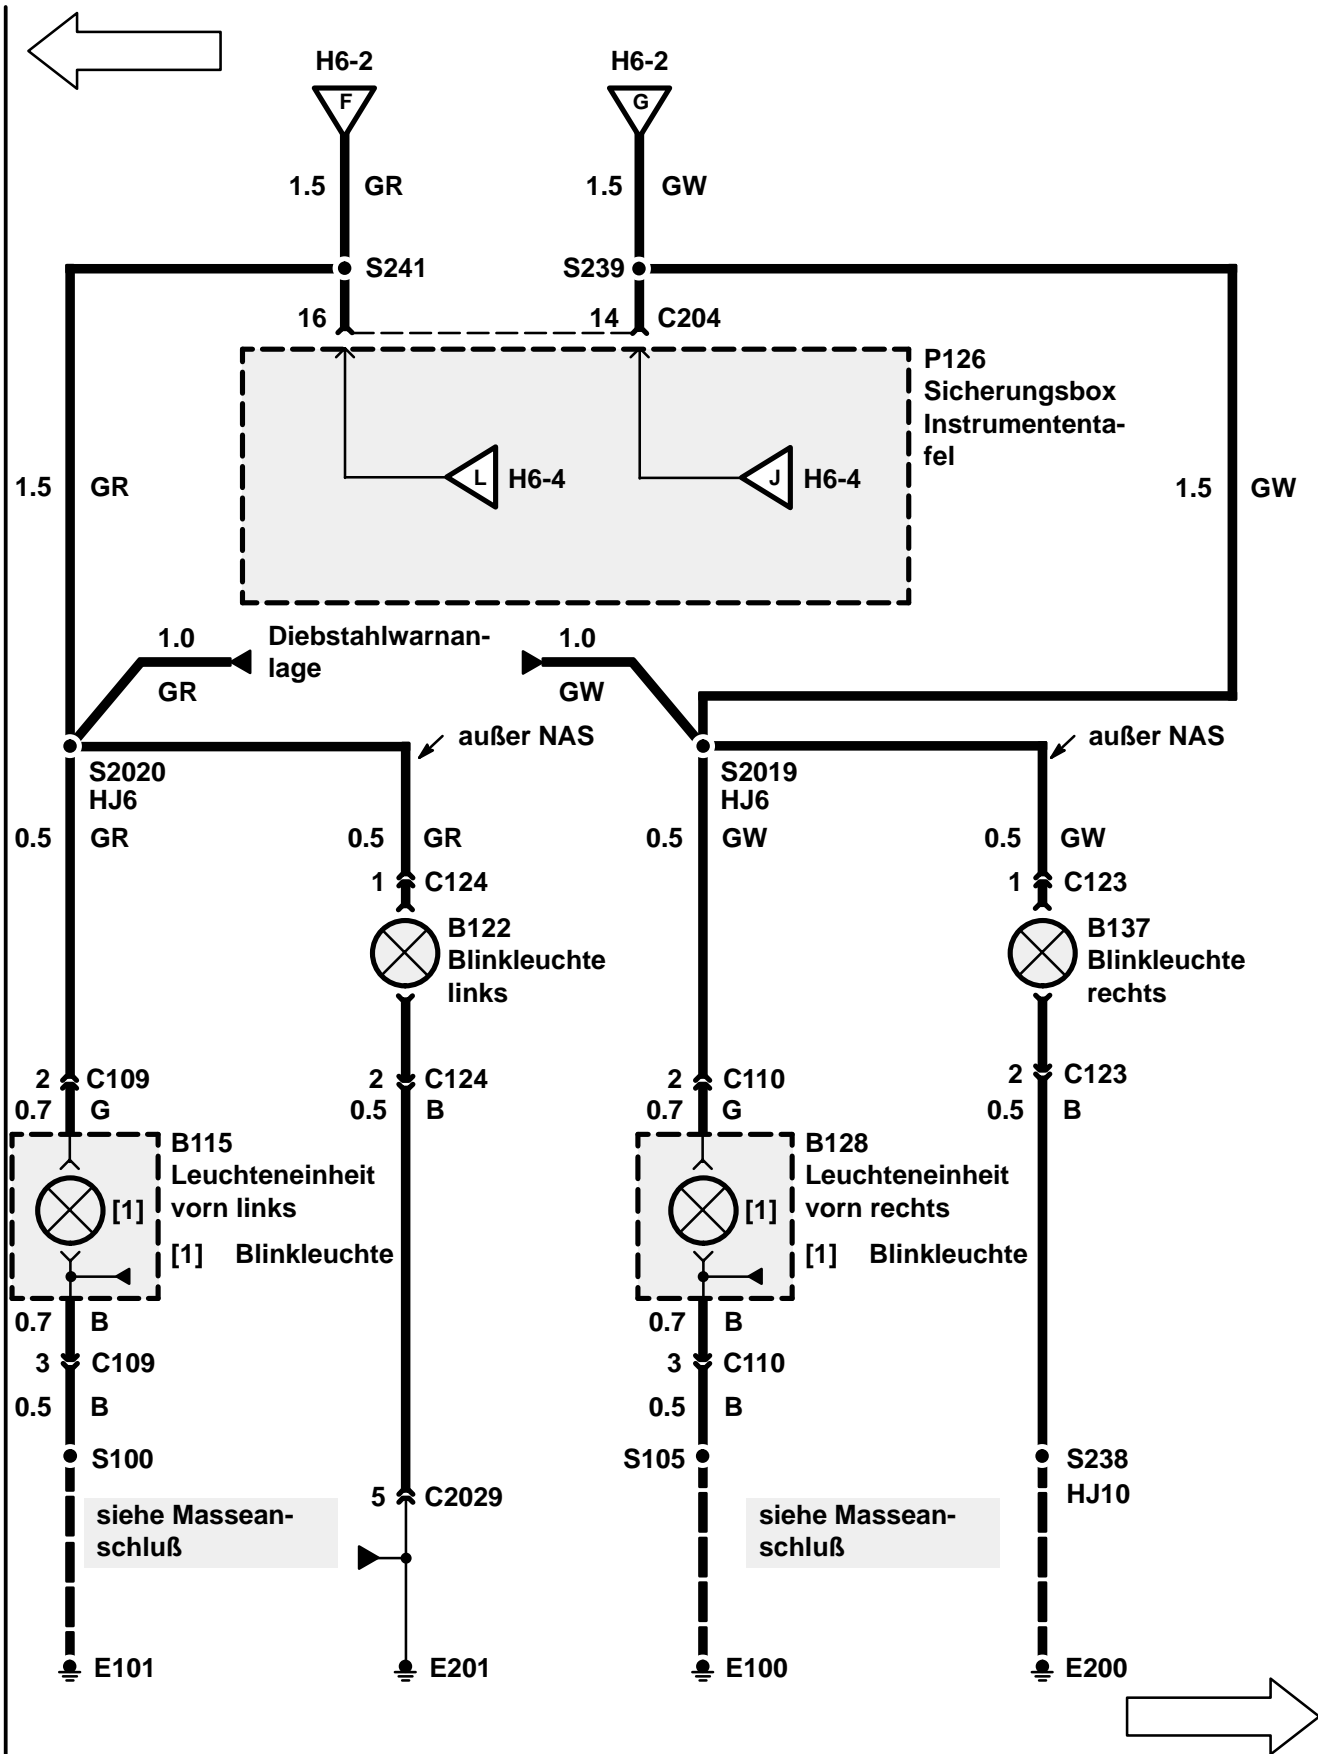 H6-2 H6-2
F G
1.5 GR 1.5 GW
S241 S239
16 14 C204
P126
Sicherungsbox
Instrumententa-
fel
L H6-4 J H6-4
1.5 GR 1.5 GW
1.0 Diebstahlwarnan- 1.0
lage
GR GW
außer NAS außer NAS
S2020 S2019
HJ6 HJ6
0.5 GR 0.5 GR 0.5 GW 0.5 GW
1 C124 1 C123
B122 B137
Blinkleuchte Blinkleuchte
links rechts
2 C109 2 C124 2 C110 2 C123
0.7 G 0.5 B 0.7 G 0.5 B
B115 B128
Leuchteneinheit Leuchteneinheit
[1] vorn links [1] vorn rechts
[1] Blinkleuchte [1] Blinkleuchte
0.7 B 0.7 B
3 C109 3 C110
0.5 B 0.5 B
S100 S105 S238
5 C2029 HJ10
siehe Massean- siehe Massean-
schluß schluß
E101 E201 E100 E200